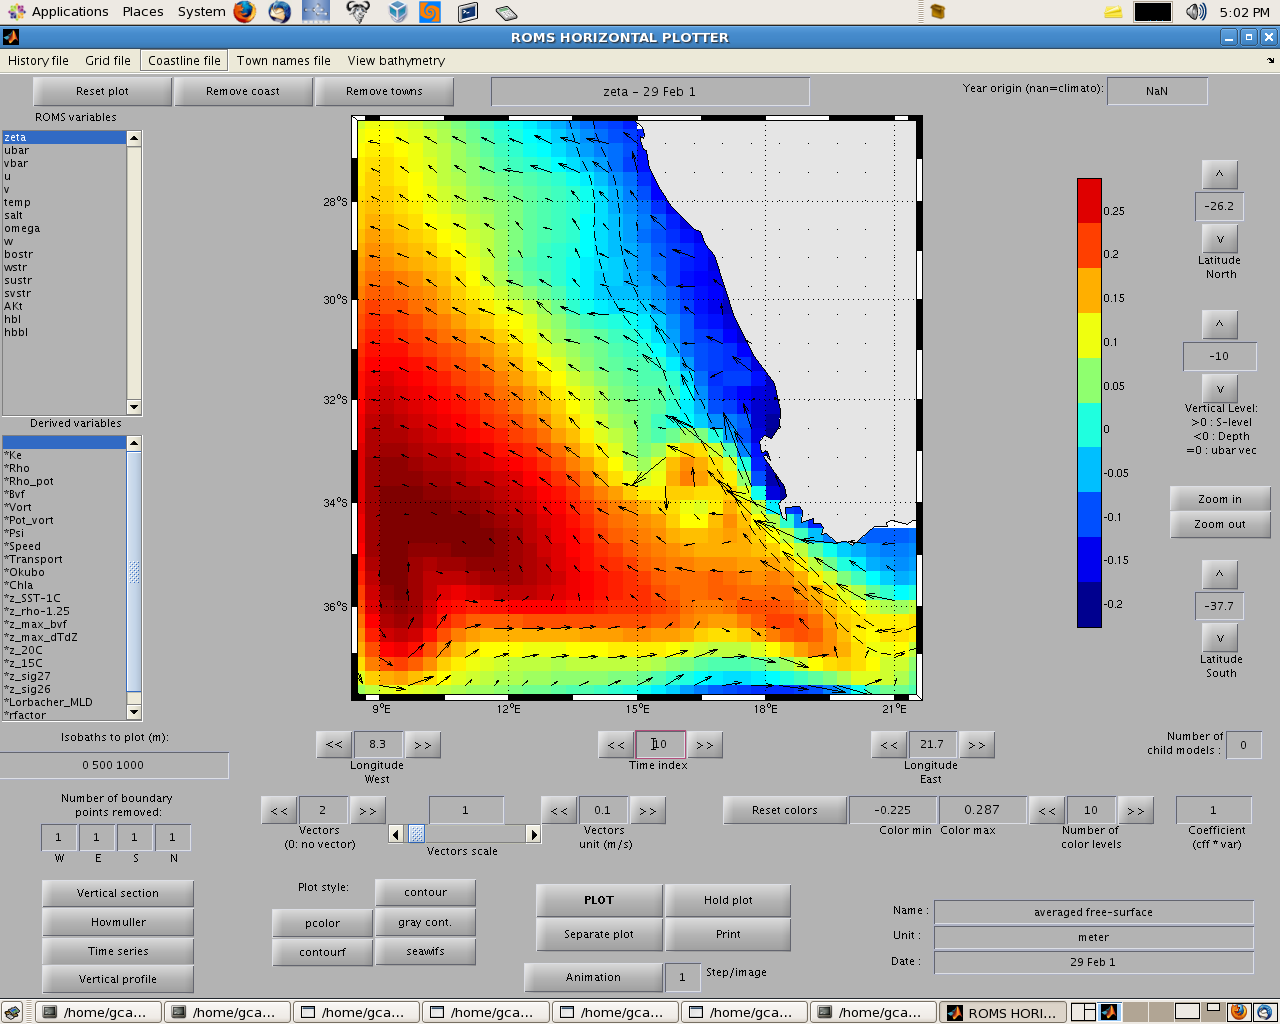 Applications Places System 5:02 PM
ROMS HORIZONTAL PLOTTER
History file Grid file Coastline file Town names file View bathymetry
Reset plot Remove coast Remove towns zeta - 29 Feb 1 Year origin (nan=climato): NaN
ROMS variables
zeta
ubar
vbar
u
v
temp
salt
omega
w
bostr
wstr
sustr
svstr
AKt
hbl
hbbl
Derived variables
*Ke
*Rho
*Rho_pot
*Bvf
*Vort
*Pot_vort
*Psi
*Speed
*Transport
*Okubo
*Chla
*z_SST-1C
*z_rho-1.25
*z_max_bvf
*z_max_dTdZ
*z_20C
*z_15C
*z_sig27
*z_sig26
*Lorbacher_MLD
*rfactor
28°S
30°S
32°S
34°S
36°S
9°E 12°E 15°E 18°E 21°E
0.25
0.2
0.15
0.1
0.05
0
-0.05
-0.1
-0.15
-0.2
^
-26.2
v
Latitude
North
^
-10
v
Vertical Level:
>0 : S-level
<0 : Depth
=0 : ubar vec
Zoom in
Zoom out
^
-37.7
v
Latitude
South
Isobaths to plot (m):
0 500 1000
<< 8.3 >>
Longitude
West
<< 10 >>
Time index
<< 21.7 >>
Longitude
East
Number of
child models : 0
Number of boundary
points removed:
1 1 1 1
W E S N
<< 2 >>
Vectors
(0: no vector)
1
Vectors scale
<< 0.1 >>
Vectors
unit (m/s)
Reset colors -0.225 0.287 << 10 >> 1
Color min Color max Number of
color levels
Coefficient
(cff * var)
Vertical section
Hovmuller
Time series
Vertical profile
Plot style: contour
pcolor gray cont.
contourf seawifs
PLOT Hold plot
Separate plot Print
Animation 1 Step/image
Name : averaged free-surface
Unit : meter
Date : 29 Feb 1
/home/gca... /home/gca... /home/gca... /home/gca... /home/gca... /home/gca... /home/gca... ROMS HORI...